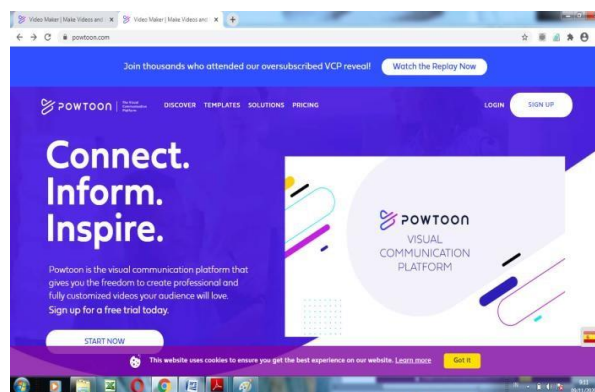 Video Maker | Make Videos and
Video Maker | Make Videos and
powtoon.com
Join thousands who attended our oversubscribed VCP reveal!
Watch the Replay Now
POWTOON
The Visual
Communication
Platform
DISCOVER TEMPLATES SOLUTIONS PRICING
LOGIN
SIGN UP
Connect.
Inform.
Inspire.
Powtoon is the visual communication platform that
gives you the freedom to create professional and
fully customized videos your audience will love.
Sign up for a free trial today.
START NOW
POWTOON
VISUAL
COMMUNICATION
PLATFORM
This website uses cookies to ensure you get the best experience on our website. Learn more
Got it